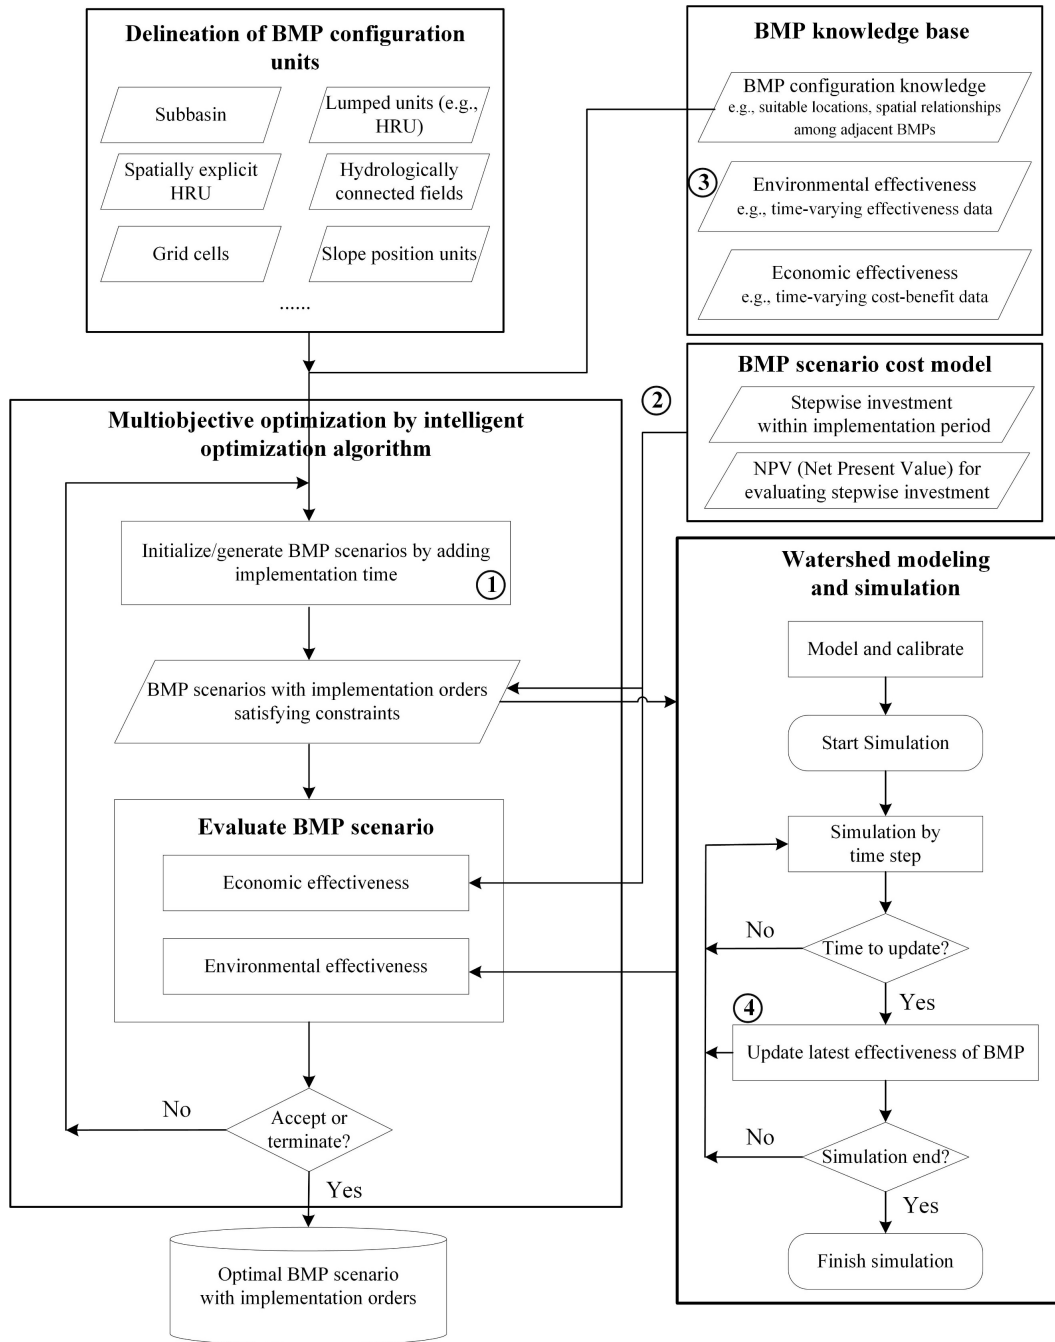 Delineation of BMP configuration
units
Subbasin
Lumped units (e.g.,
HRU)
Spatially explicit
HRU
Hydrologically
connected fields
Grid cells
Slope position units
......
BMP knowledge base
BMP configuration knowledge
e.g., suitable locations, spatial relationships
among adjacent BMPs
3
Environmental effectiveness
e.g., time-varying effectiveness data
Economic effectiveness
e.g., time-varying cost-benefit data
BMP scenario cost model
2
Stepwise investment
within implementation period
NPV (Net Present Value) for
evaluating stepwise investment
Multiobjective optimization by intelligent
optimization algorithm
Initialize/generate BMP scenarios by adding
implementation time
1
BMP scenarios with implementation orders
satisfying constraints
Evaluate BMP scenario
Economic effectiveness
Environmental effectiveness
No
Accept or
terminate?
Yes
Optimal BMP scenario
with implementation orders
Watershed modeling
and simulation
Model and calibrate
Start Simulation
Simulation by
time step
No
Time to update?
Yes
4
Update latest effectiveness of BMP
No
Simulation end?
Yes
Finish simulation